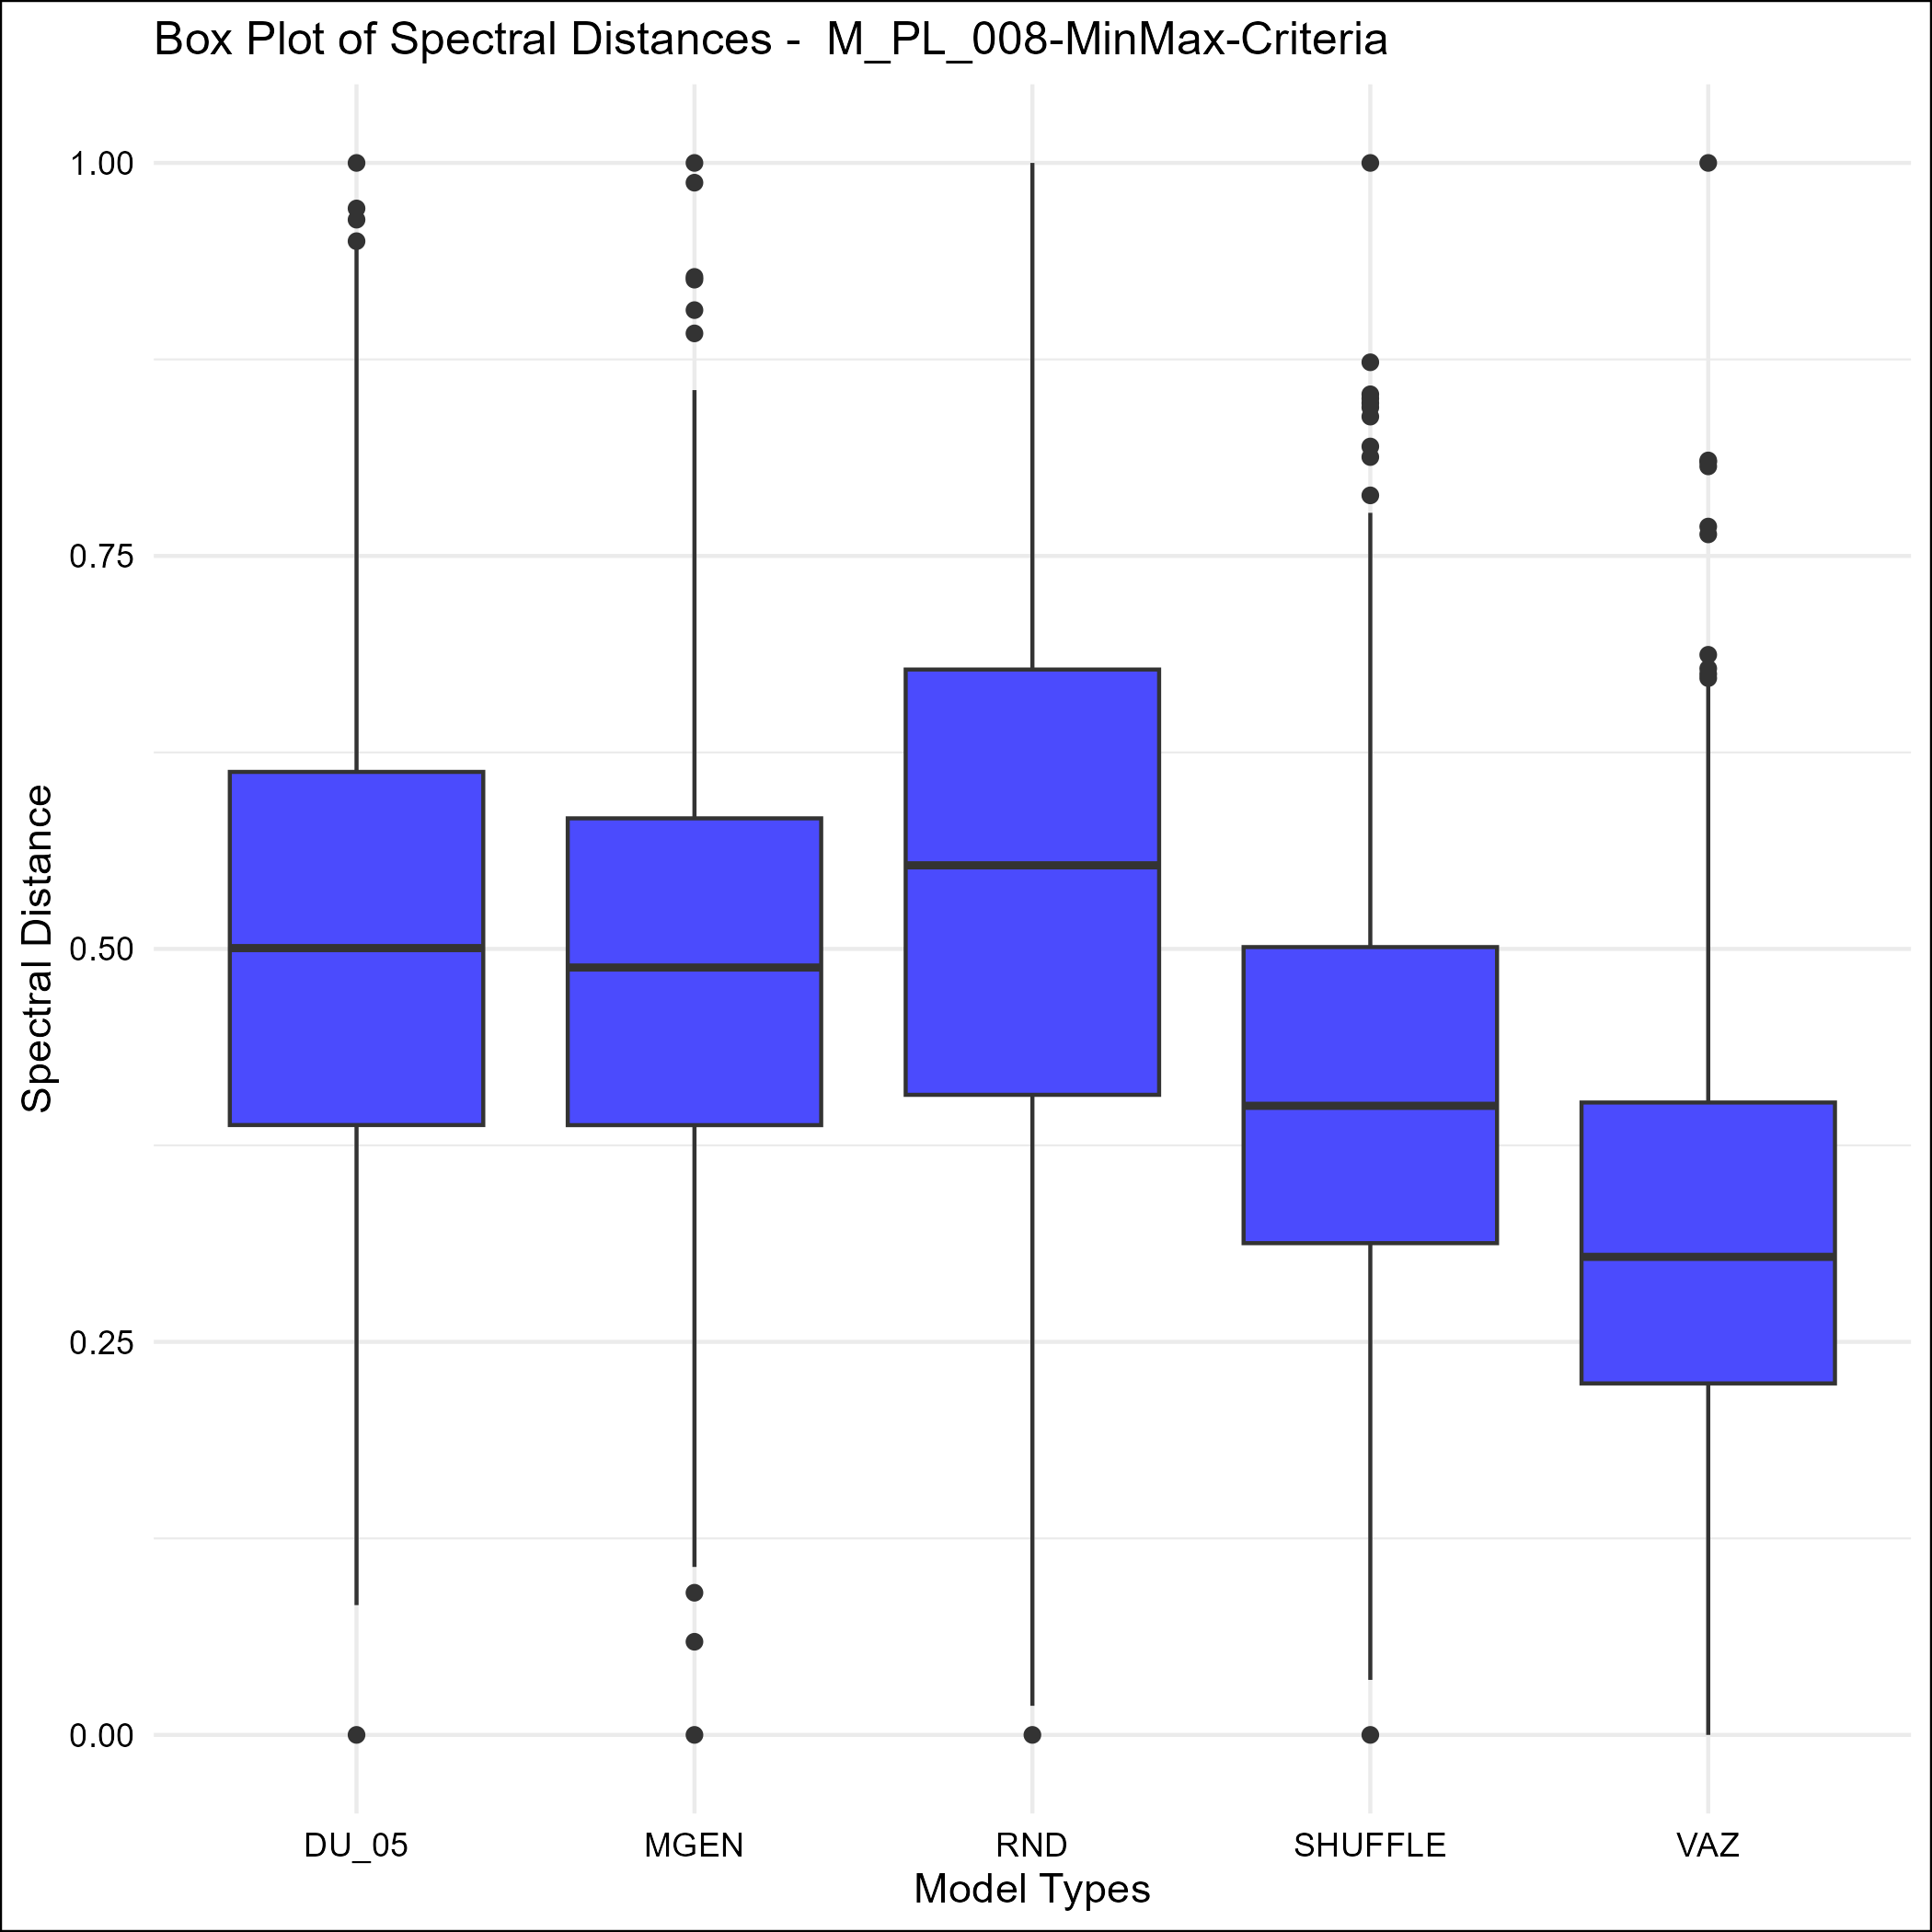 Box Plot of Spectral Distances -  M_PL_008-MinMax-Criteria
1.00
0.75
0.50
0.25
0.00
Spectral Distance
DU_05 MGEN RND SHUFFLE VAZ
Model Types